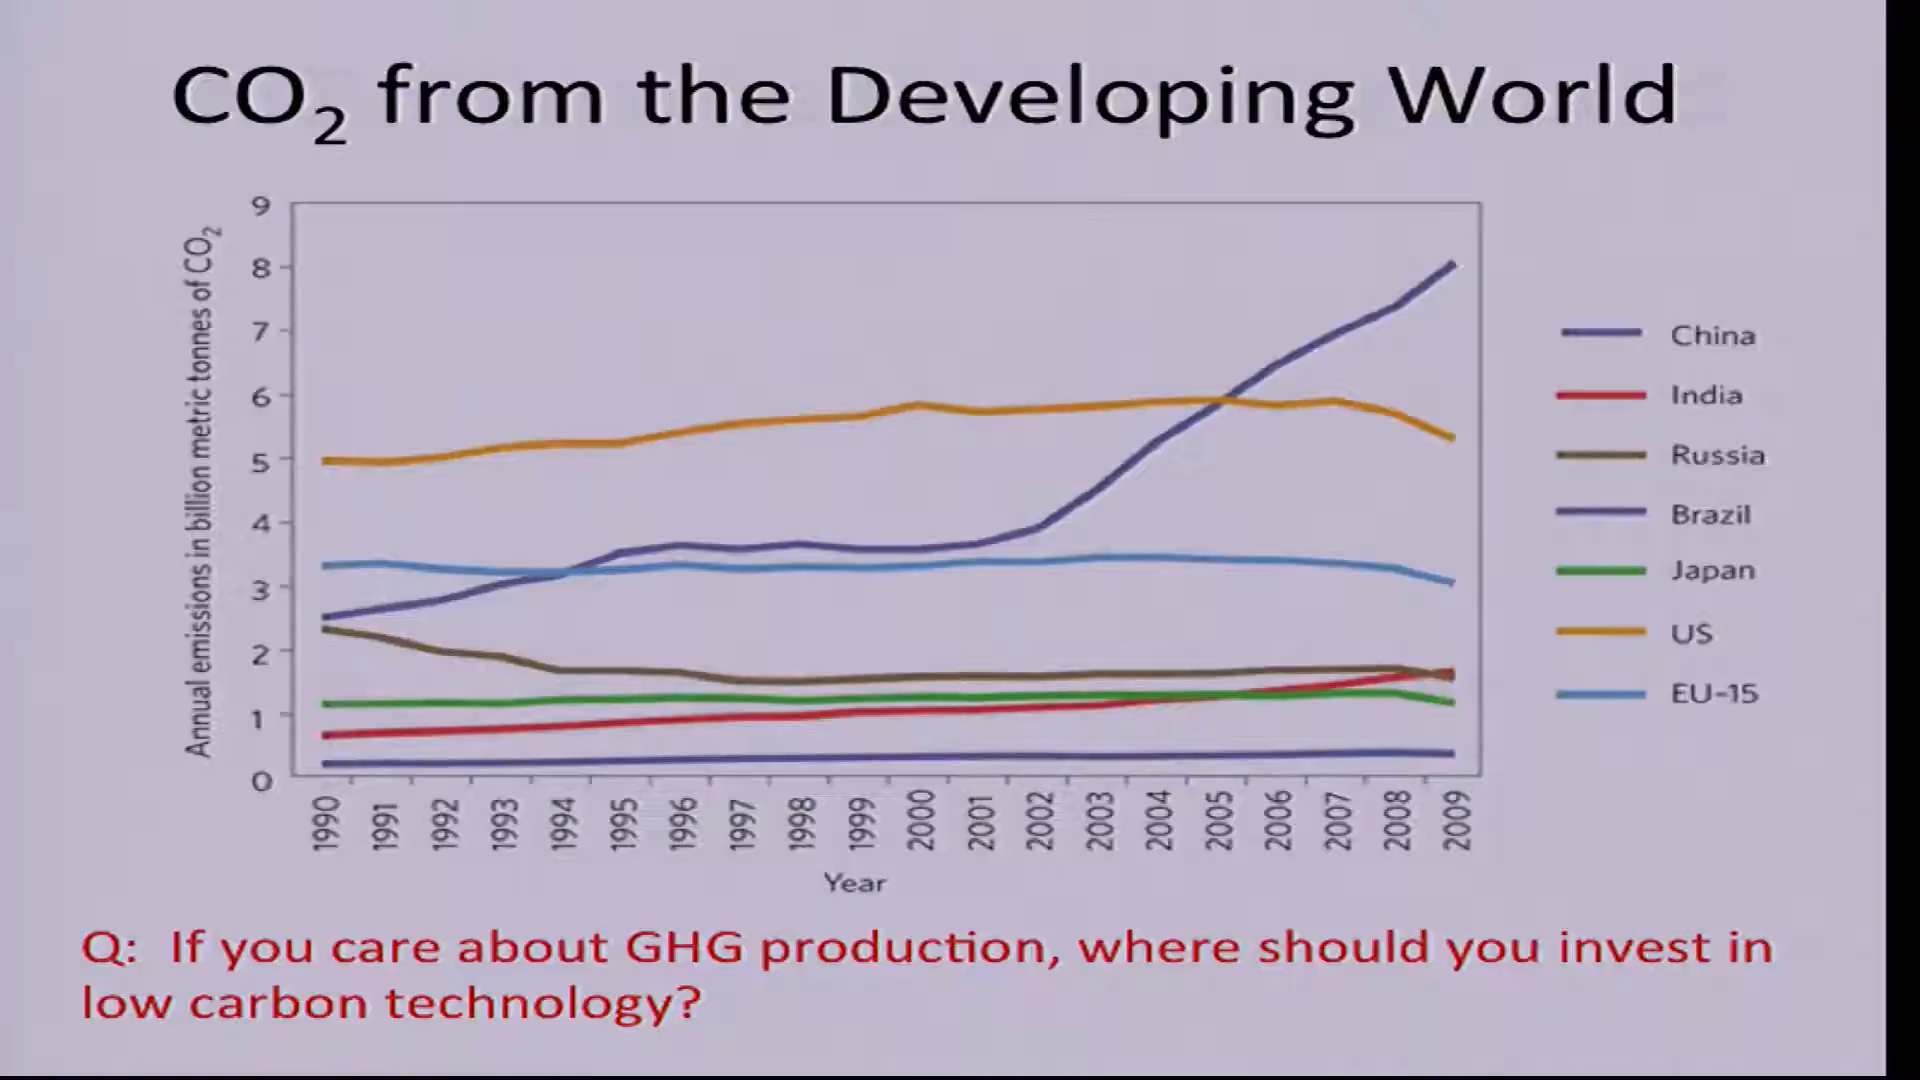 CO2 from the Developing World
Annual emissions in billion metric tonnes of CO2
9
8
7
6
5
4
3
2
1
0
1990
1991
1992
1993
1994
1995
1996
1997
1998
1999
2000
2001
2002
2003
2004
2005
2006
2007
2008
2009
Year
China
India
Russia
Brazil
Japan
US
EU-15
Q: If you care about GHG production, where should you invest in
low carbon technology?